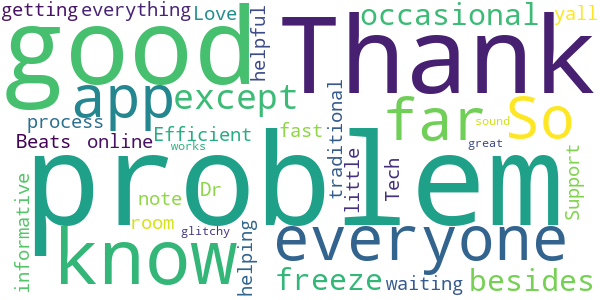 getting everything Love
helpful
occasional
yall
good
Thank
app
except
far
So
process
Beats online
Efficient
works
fast
traditional
little
Tech
sound
great
Support
problem
informative
note
Dr
room
glitchy
know
helping
everyone
freeze
waiting
besides